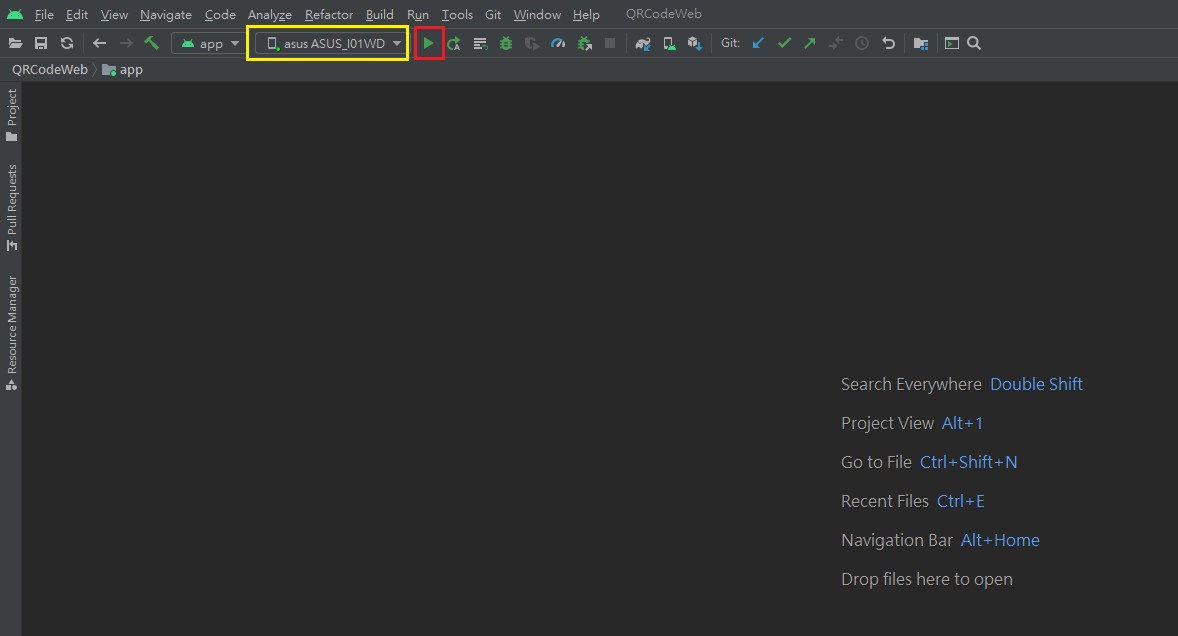 File Edit View Navigate Code Analyze Refactor Build Run Tools Git Window Help QRCodeWeb
app asus ASUS_I01WD Git:
QRCodeWeb app
Project
Pull Requests
Resource Manager
Search Everywhere Double Shift
Project View Alt+1
Go to File Ctrl+Shift+N
Recent Files Ctrl+E
Navigation Bar Alt+Home
Drop files here to open